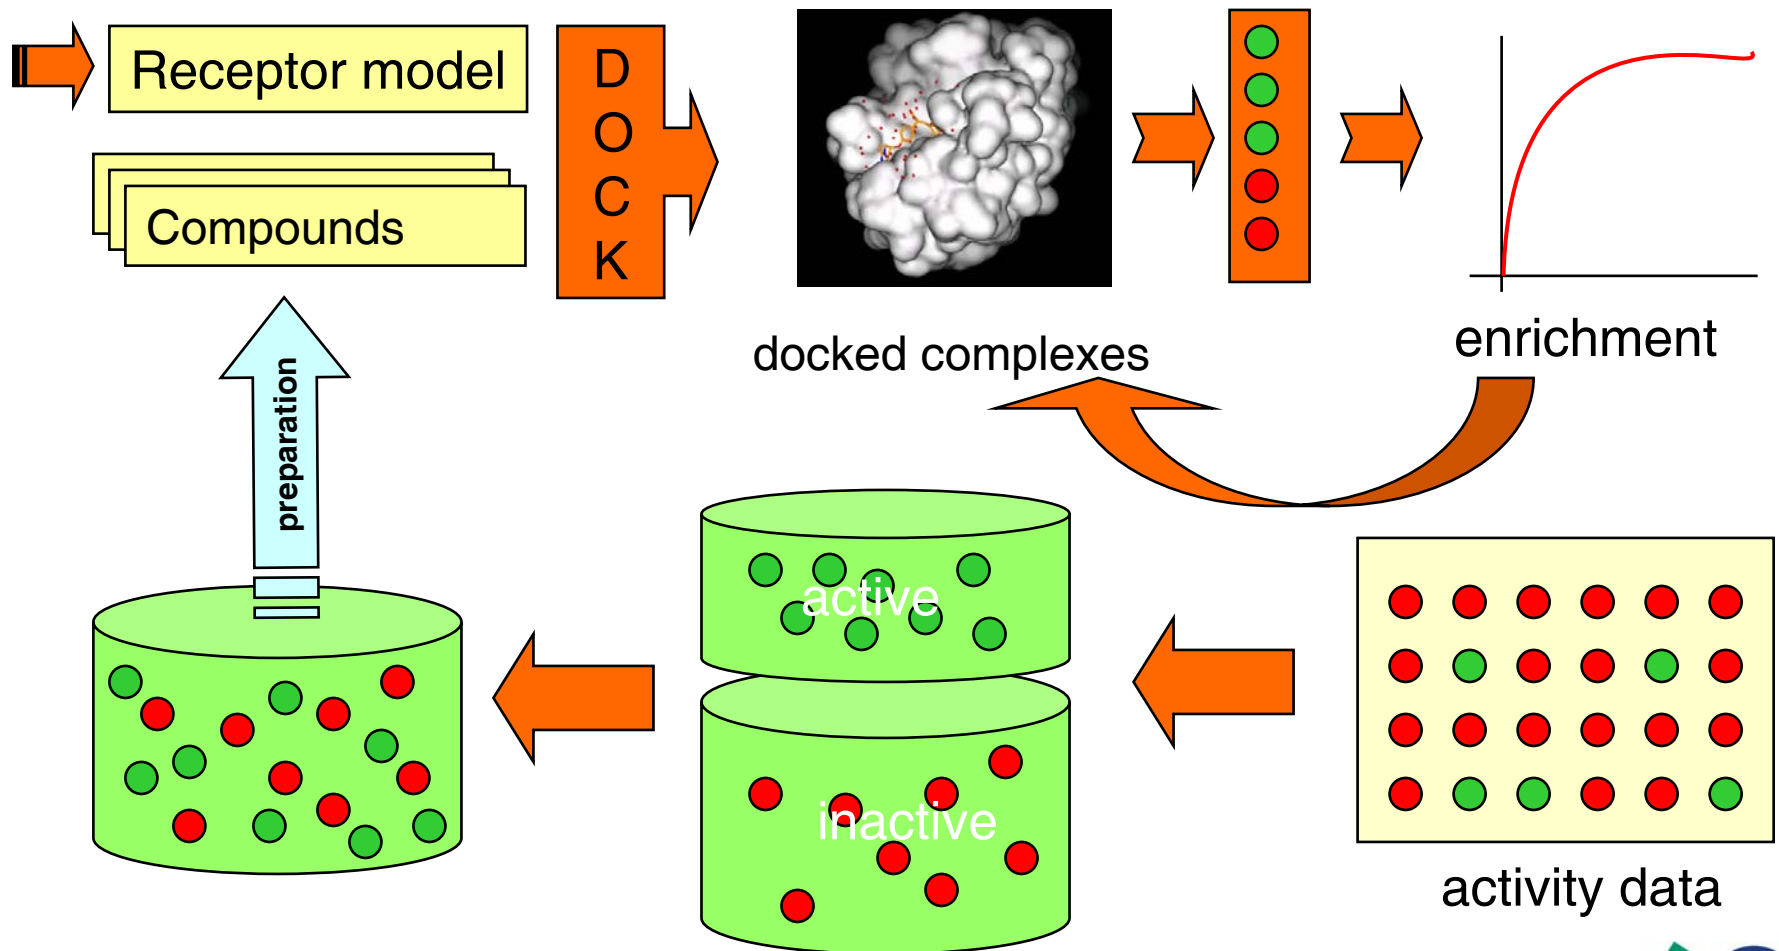 Receptor model
Compounds
D
O
C
K
docked complexes
enrichment
preparation
active
inactive
activity data